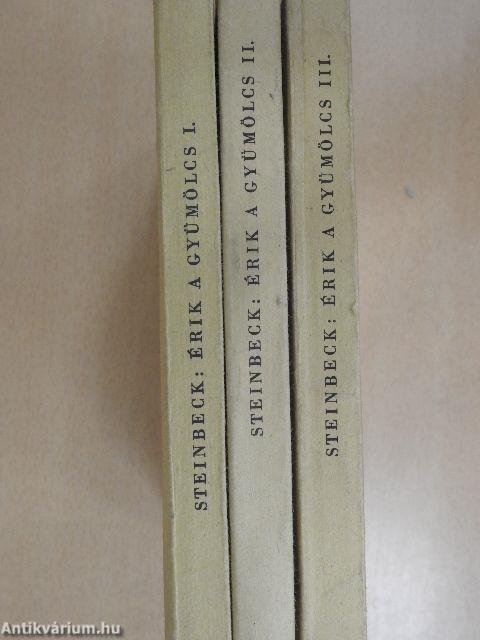 STEINBECK: ÉRIK A GYÜMÖLCS I.
STEINBECK: ÉRIK A GYÜMÖLCS II.
STEINBECK: ÉRIK A GYÜMÖLCS III.
Antikvárium.hu